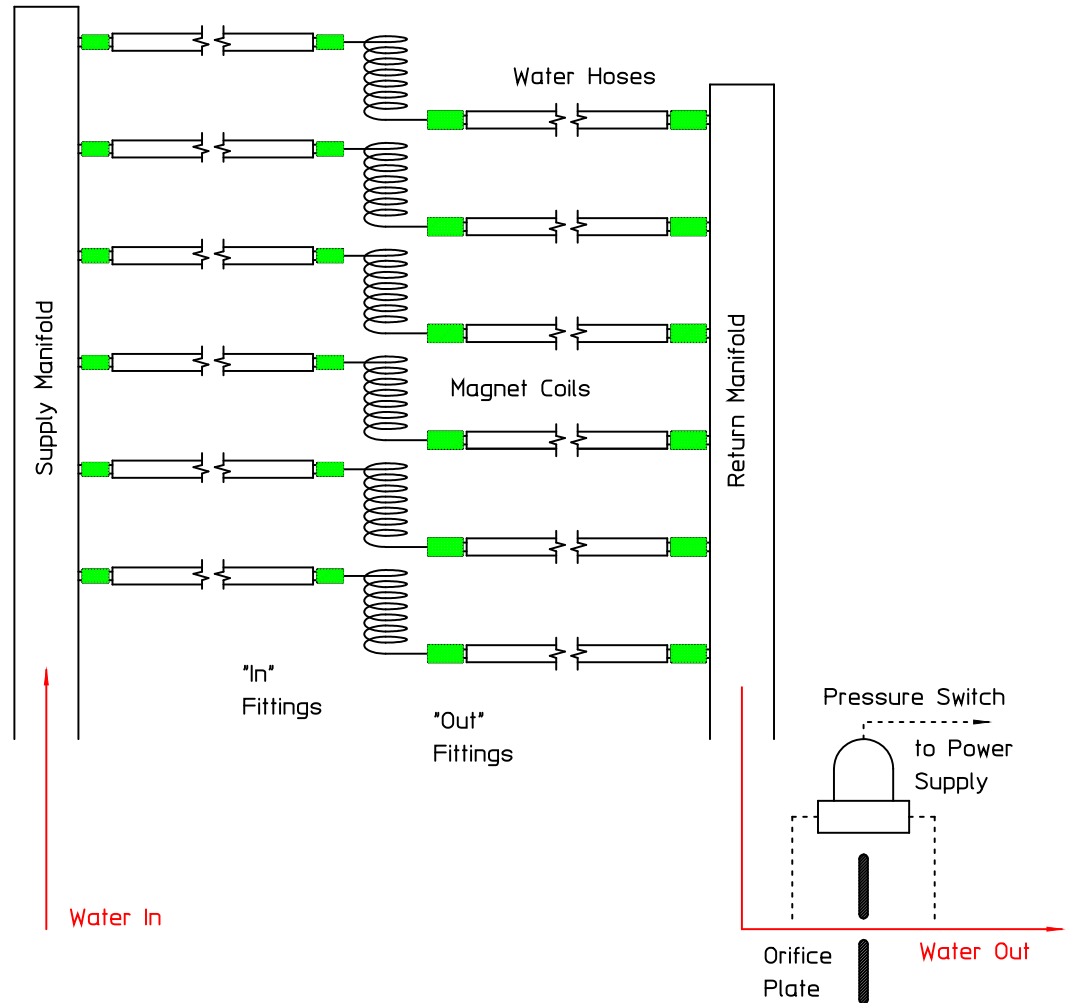 Water Hoses
Supply Manifold
Return Manifold
Magnet Coils
"In"
Fittings
"Out"
Fittings
Pressure Switch
to Power
Supply
Water In
Orifice
Plate
Water Out